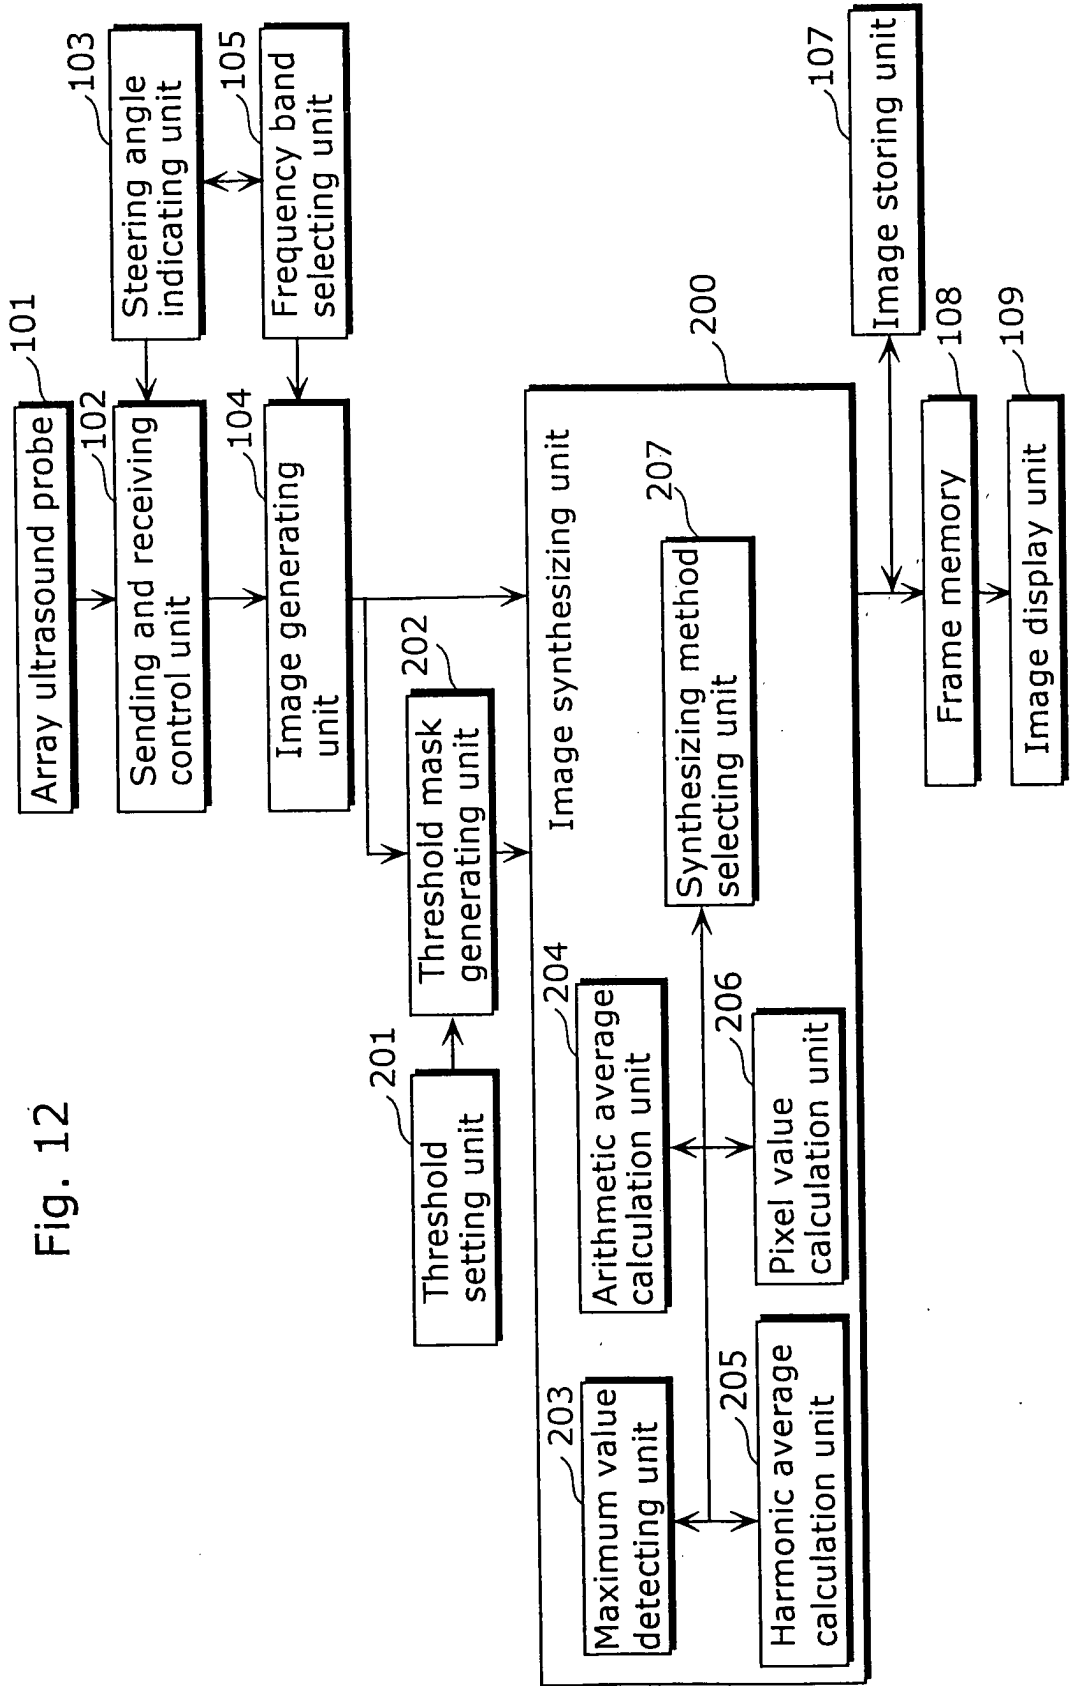 Fig. 12
101
Array ultrasound probe
102
Sending and receiving
control unit
103
Steering angle
indicating unit
104
Image generating
unit
105
Frequency band
selecting unit
201
Threshold
setting unit
202
Threshold mask
generating unit
200
Image synthesizing unit
203
Maximum value
detecting unit
204
Arithmetic average
calculation unit
205
Harmonic average
calculation unit
206
Pixel value
calculation unit
207
Synthesizing method
selecting unit
107
Image storing unit
108
Frame memory
109
Image display unit